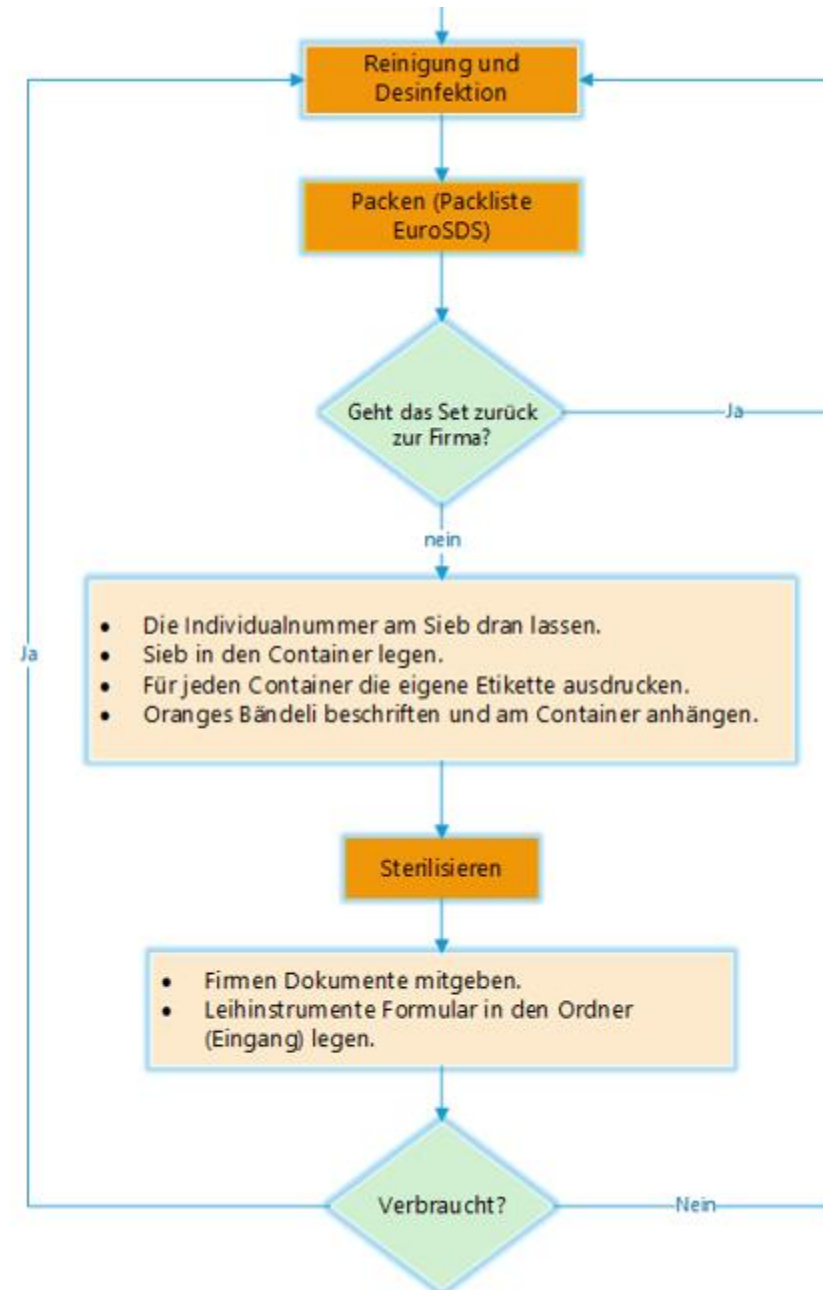 Reinigung und
Desinfektion
Packen (Packliste
EuroSDS)
Geht das Set zurück
zur Firma?
Ja
nein
• Die Individualnummer am Sieb dran lassen.
• Sieb in den Container legen.
• Für jeden Container die eigene Etikette ausdrucken.
• Oranges Bändeli beschriften und am Container anhängen.
Ja
Sterilisieren
• Firmen Dokumente mitgeben.
• Leihinstrumente Formular in den Ordner
(Eingang) legen.
Verbraucht?
Nein